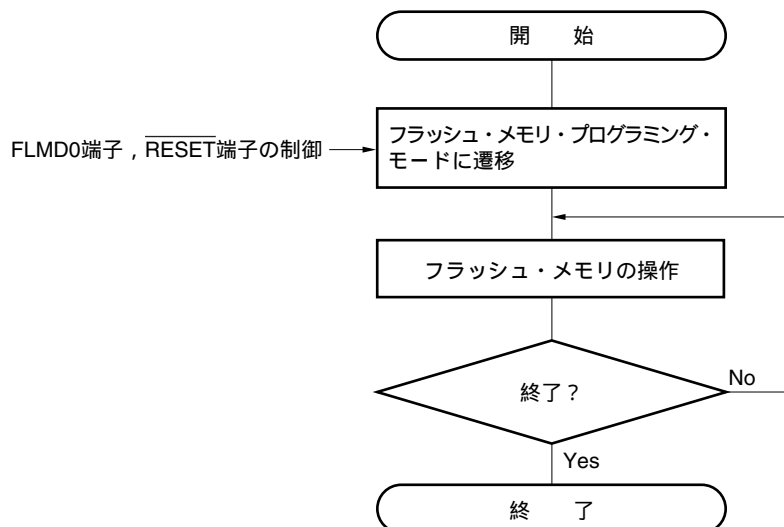 開　始
フラッシュ・メモリ・プログラミング・
モードに遷移
FLMD0端子，RESET端子の制御
フラッシュ・メモリの操作
終了？
No
Yes
終　了